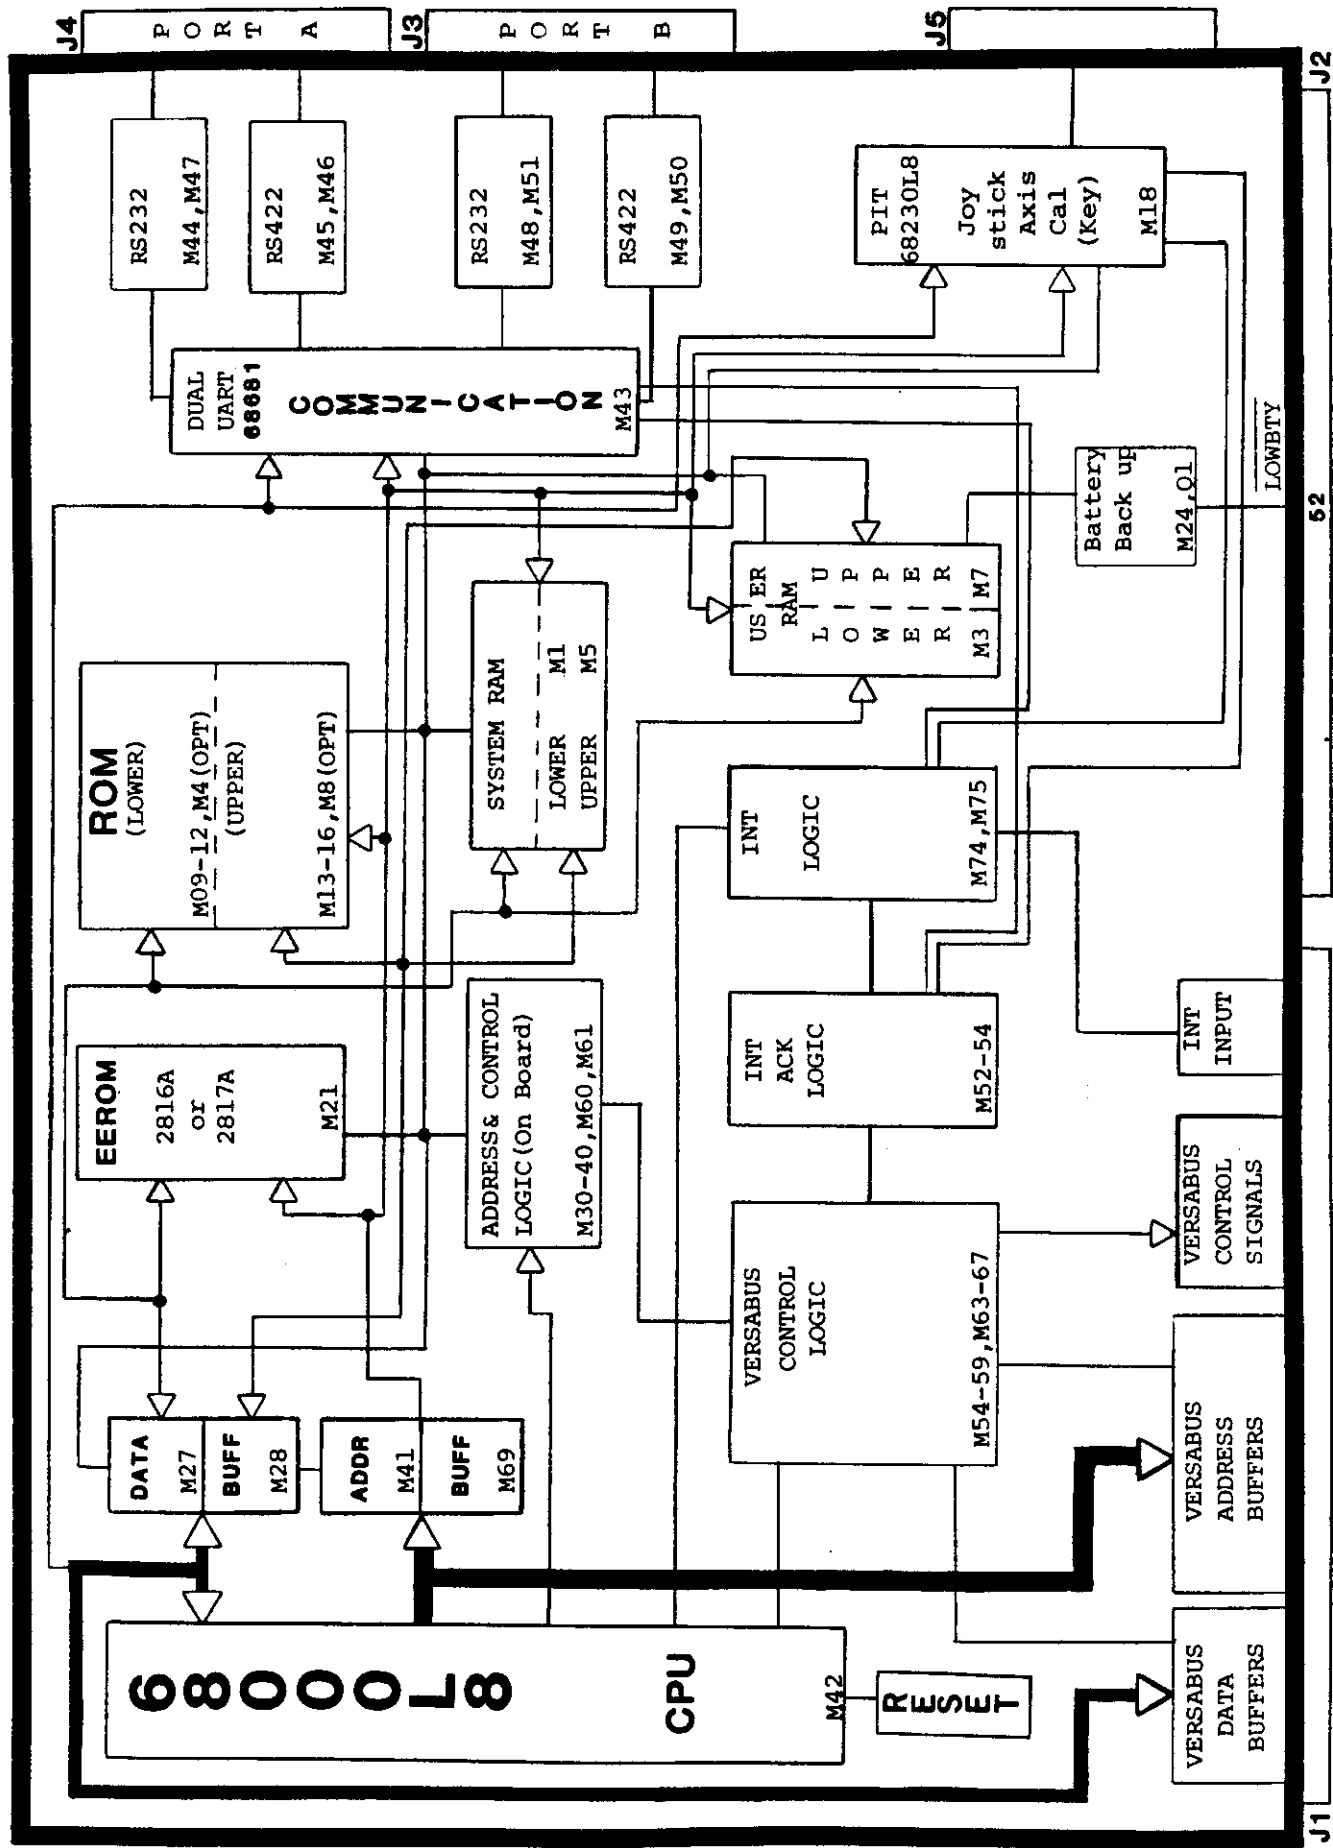 J4
PORT A
J3
PORT B
J5
RS232
M44,M47
RS422
M45,M46
RS232
M48,M51
RS422
M49,M50
PIT
68230L8
Joy
stick
Axis
Cal
(Key)
M18
DUAL
UART
68681
COMMUNICATION
M43
Battery
Back up
M24,Q1
LOWBTY
ROM
(LOWER)
M09-12,M4(OPT)
(UPPER)
M13-16,M8(OPT)
SYSTEM RAM
LOWER M1
UPPER M5
USER
RAM
LOWER
UPPER
M3 M7
INT
LOGIC
M74,M75
EEROM
2816A
or
2817A
M21
ADDRESS & CONTROL
LOGIC(On Board)
M30-40,M60,M61
INT
ACK
LOGIC
M52-54
INT
INPUT
DATA
M27
BUFF
M28
ADDR
M41
BUFF
M69
VERSABUS
CONTROL
LOGIC
M54-59,M63-67
VERSABUS
CONTROL
SIGNALS
VERSABUS
ADDRESS
BUFFERS
68000L8
CPU
M42
RESET
VERSABUS
DATA
BUFFERS
J1
52
J2